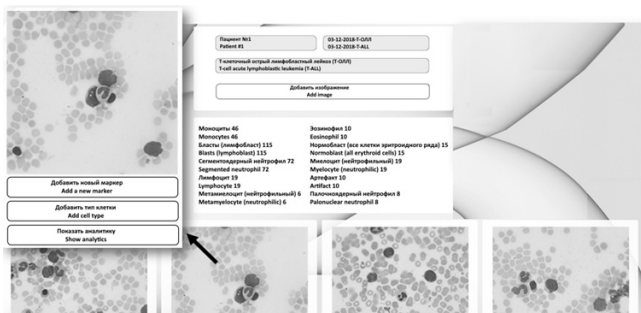 Пациент №1
Patient #1
03-12-2018-Т-ОЛЛ
03-12-2018-T-ALL
Т-клеточный острый лимфобластный лейкоз (Т-ОЛЛ)
T-cell acute lymphoblastic leukemia (T-ALL)
Добавить изображение
Add image
Моноциты 46
Monocytes 46
Бласты (лимфобласт) 115
Blasts (lymphoblast) 115
Сегментоядерный нейтрофил 72
Segmented neutrophil 72
Лимфоцит 19
Lymphocyte 19
Метамиелоцит (нейтрофильный) 6
Metamyelocyte (neutrophilic) 6
Эозинофил 10
Eosinophil 10
Нормобласт (все клетки эритроидного ряда) 15
Normoblast (all erythroid cells) 15
Миелоцит (нейтрофильный) 19
Myelocyte (neutrophilic) 19
Артефакт 10
Artifact 10
Палочкоядерный нейтрофил 8
Palonuclear neutrophil 8
Добавить новый маркер
Add a new marker
Добавить тип клетки
Add cell type
Показать аналитику
Show analytics